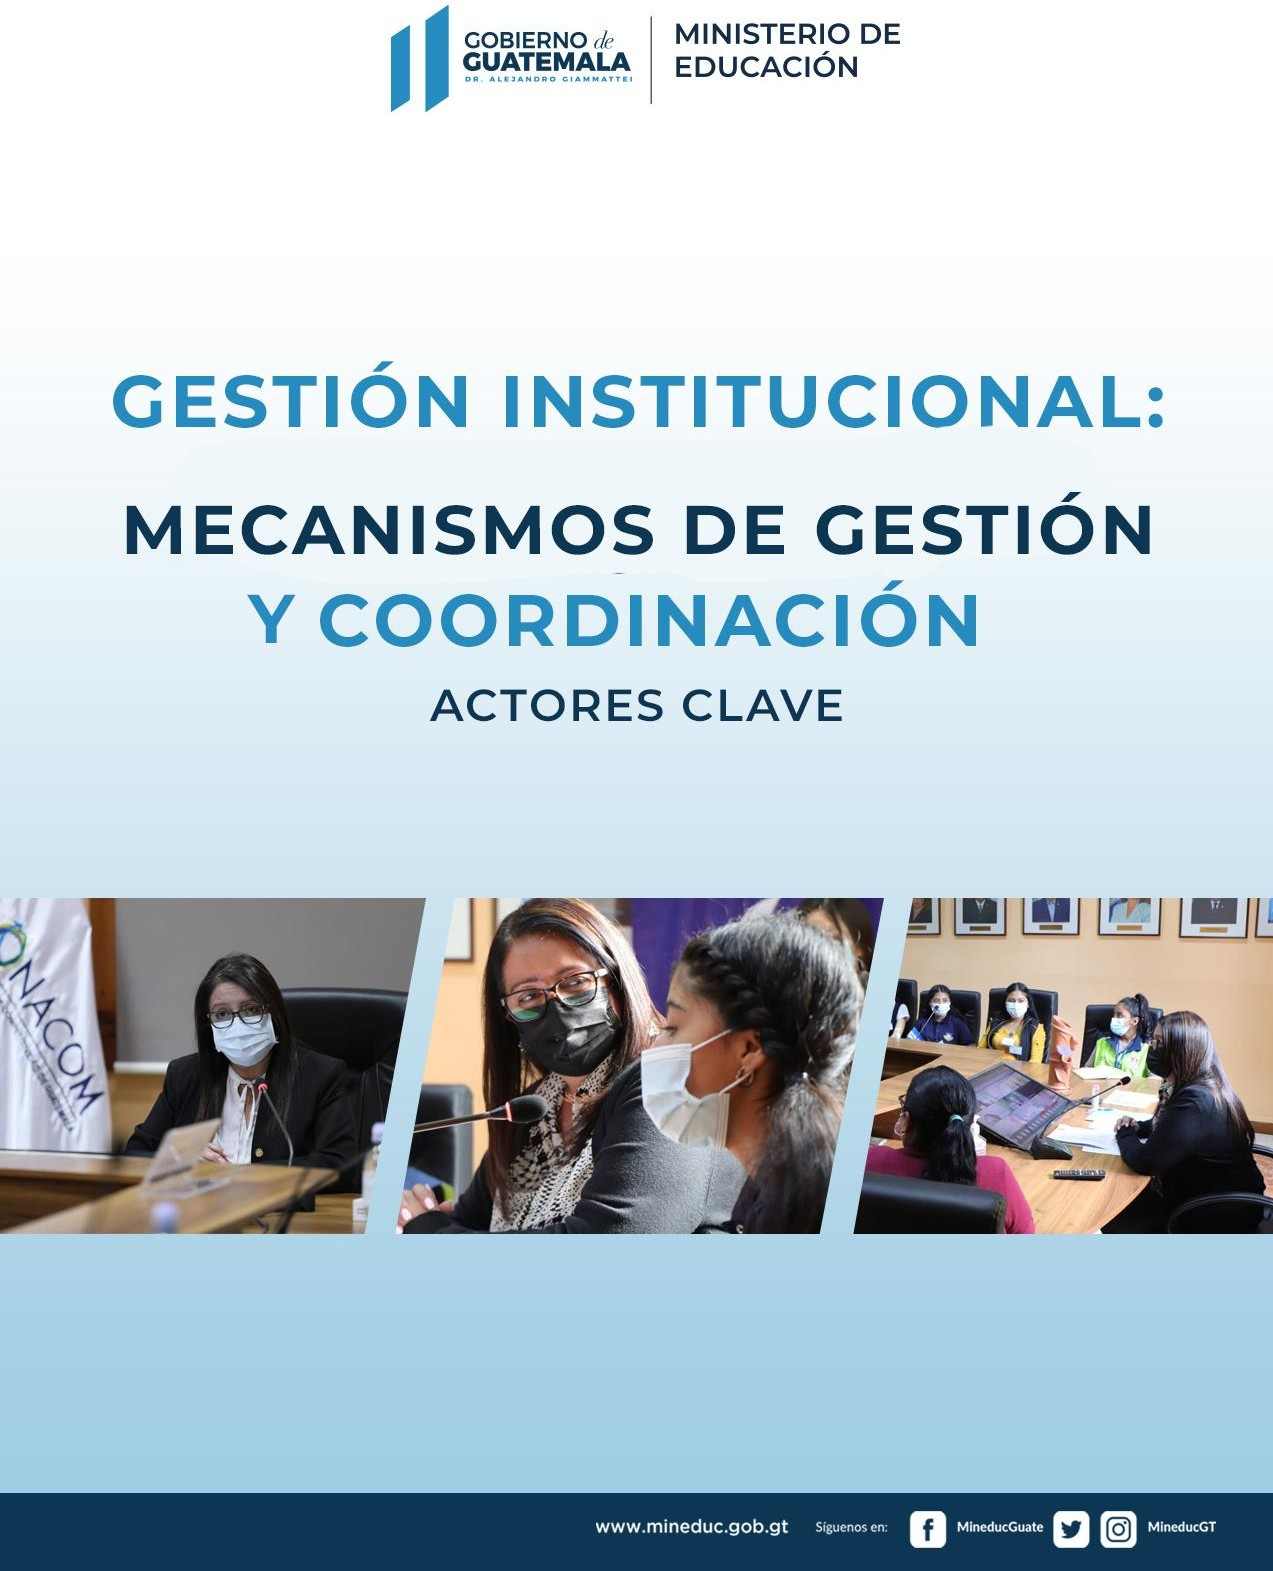 GOBIERNO de
GUATEMALA
DR. ALEJANDRO GIAMMATTEI
MINISTERIO DE
EDUCACIÓN
GESTIÓN INSTITUCIONAL:
MECANISMOS DE GESTIÓN
Y COORDINACIÓN
ACTORES CLAVE
ONACOM
www.mineduc.gob.gt
Síguenos en:
MineducGuate
MineducGT